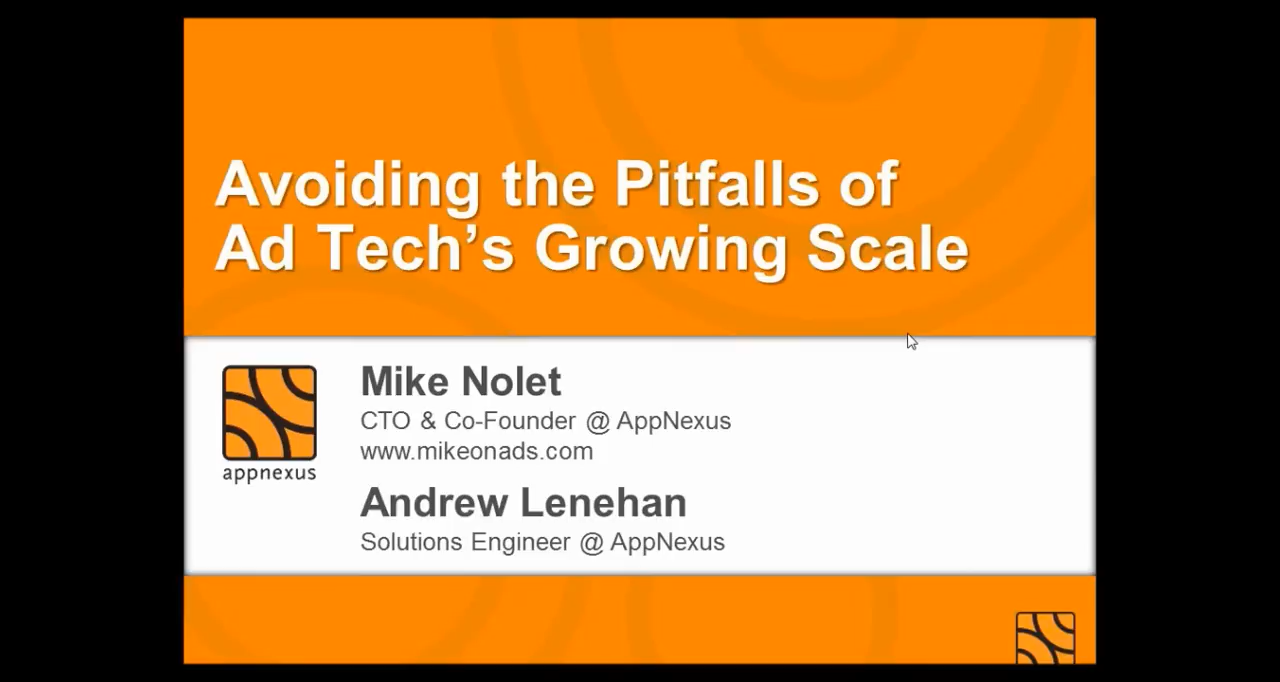 Avoiding the Pitfalls of
Ad Tech’s Growing Scale
Mike Nolet
CTO & Co-Founder @ AppNexus
www.mikeonads.com
appnexus
Andrew Lenehan
Solutions Engineer @ AppNexus